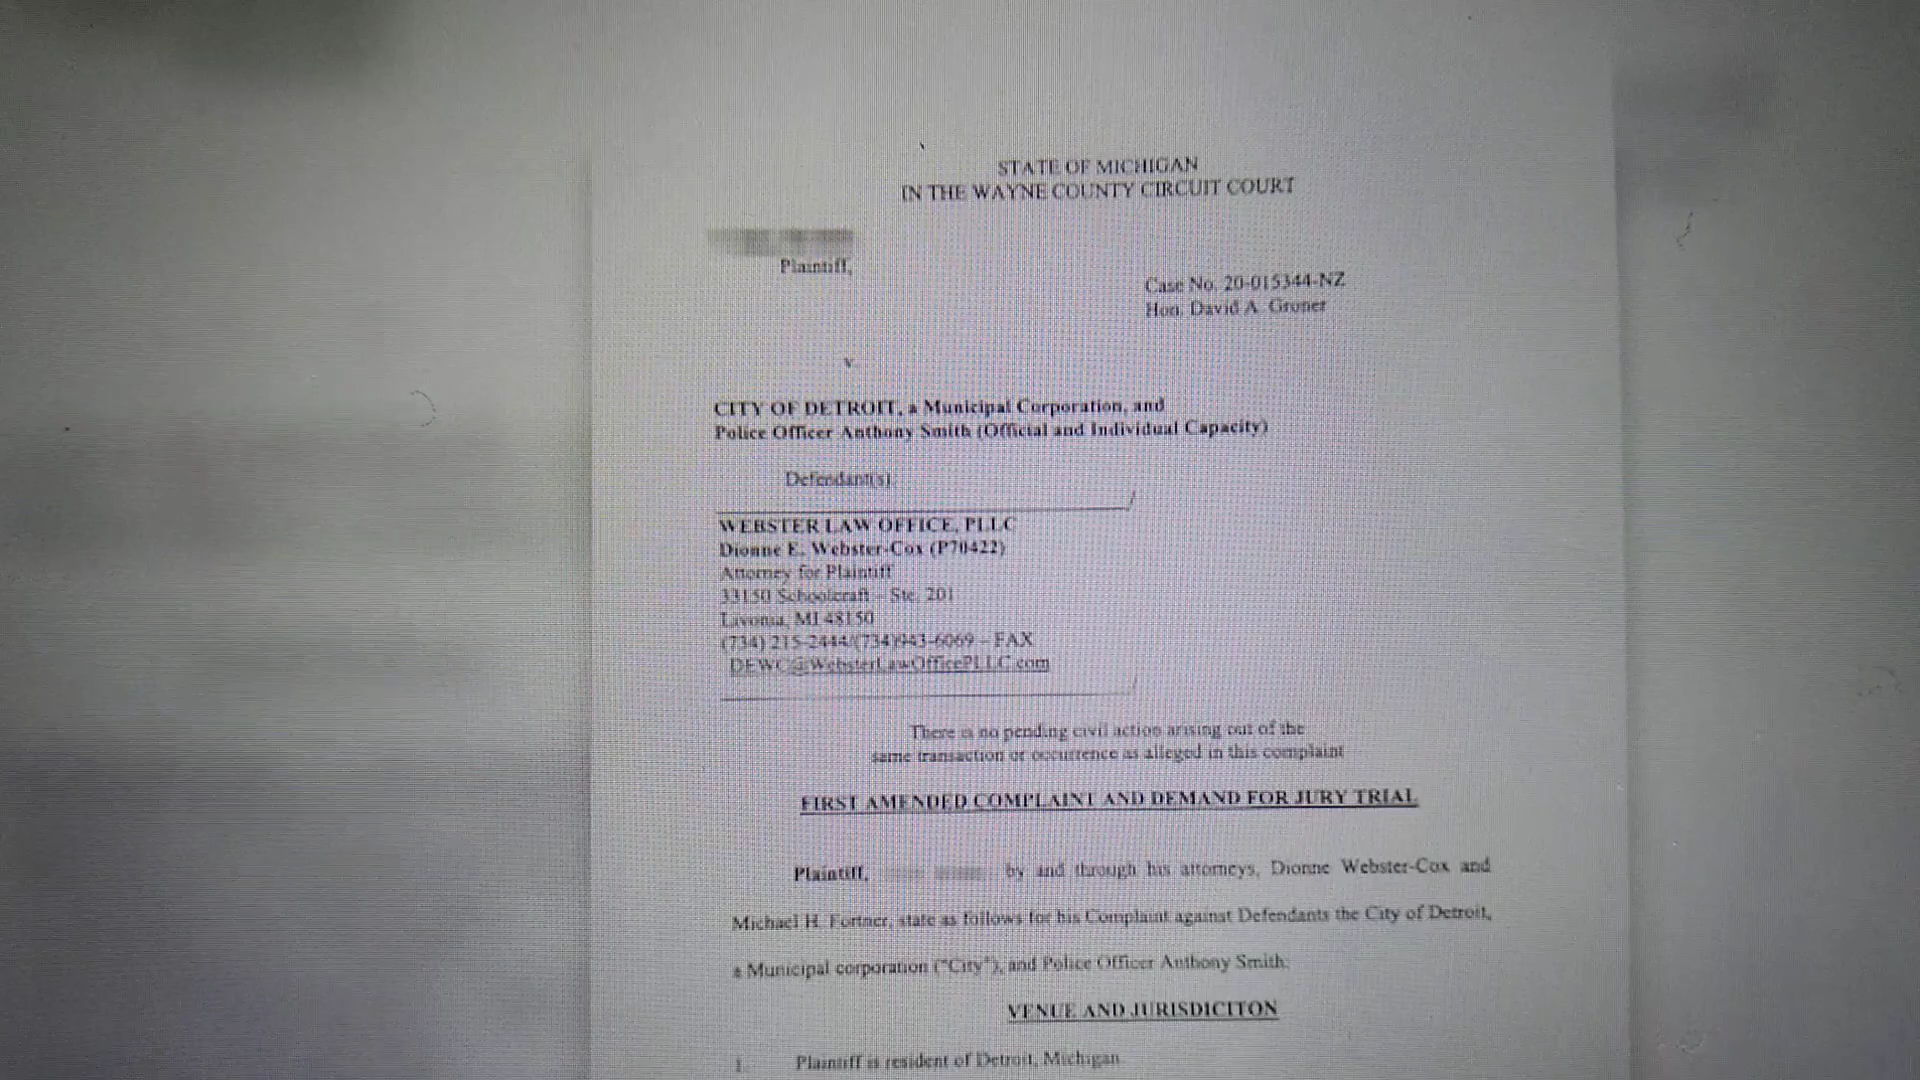 STATE OF MICHIGAN
IN THE WAYNE COUNTY CIRCUIT COURT
Plaintiff,
Case No. 20-015344-NZ
Hon. David A. Groner
v.
CITY OF DETROIT, a Municipal Corporation, and
Police Officer Anthony Smith (Official and Individual Capacity)
Defendant(s).
WEBSTER LAW OFFICE, PLLC
Dionne E. Webster-Cox (P70422)
Attorney for Plaintiff
33150 Schoolcraft - Ste. 201
Livonia, MI 48150
(734) 215-2444/(734)943-6069 - FAX
DEWC@WebsterLawOfficePLLC.com
There is no pending civil action arising out of the
same transaction or occurrence as alleged in this complaint
FIRST AMENDED COMPLAINT AND DEMAND FOR JURY TRIAL
Plaintiff, by and through his attorneys, Dionne Webster-Cox and
Michael H. Fortner, state as follows for his Complaint against Defendants the City of Detroit,
a Municipal corporation ("City"), and Police Officer Anthony Smith:
VENUE AND JURISDICITON
1. Plaintiff is resident of Detroit, Michigan.